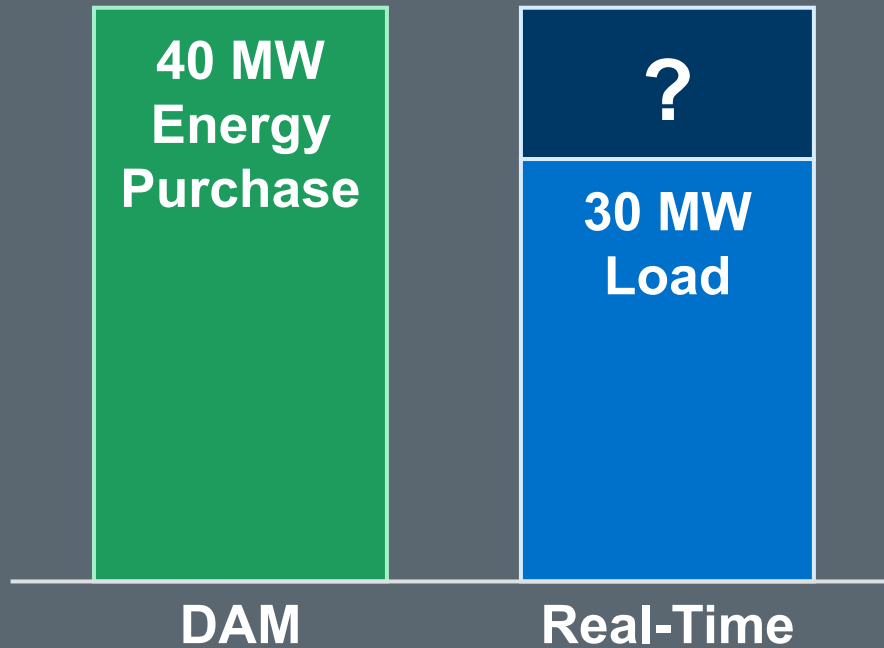 40 MW
Energy
Purchase
?
30 MW
Load
DAM
Real-Time